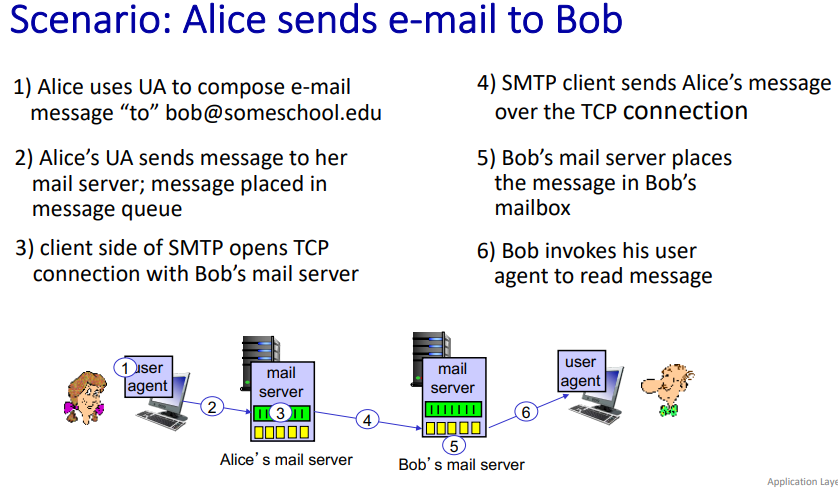 Scenario: Alice sends e-mail to Bob
1) Alice uses UA to compose e-mail
message “to” bob@someschool.edu
2) Alice’s UA sends message to her
mail server; message placed in
message queue
3) client side of SMTP opens TCP
connection with Bob’s mail server
4) SMTP client sends Alice’s message
over the TCP connection
5) Bob’s mail server places
the message in Bob’s
mailbox
6) Bob invokes his user
agent to read message
1 user
agent
2
mail
server
3
Alice’s mail server
4
mail
server
5
Bob’s mail server
6
user
agent
Application Laye